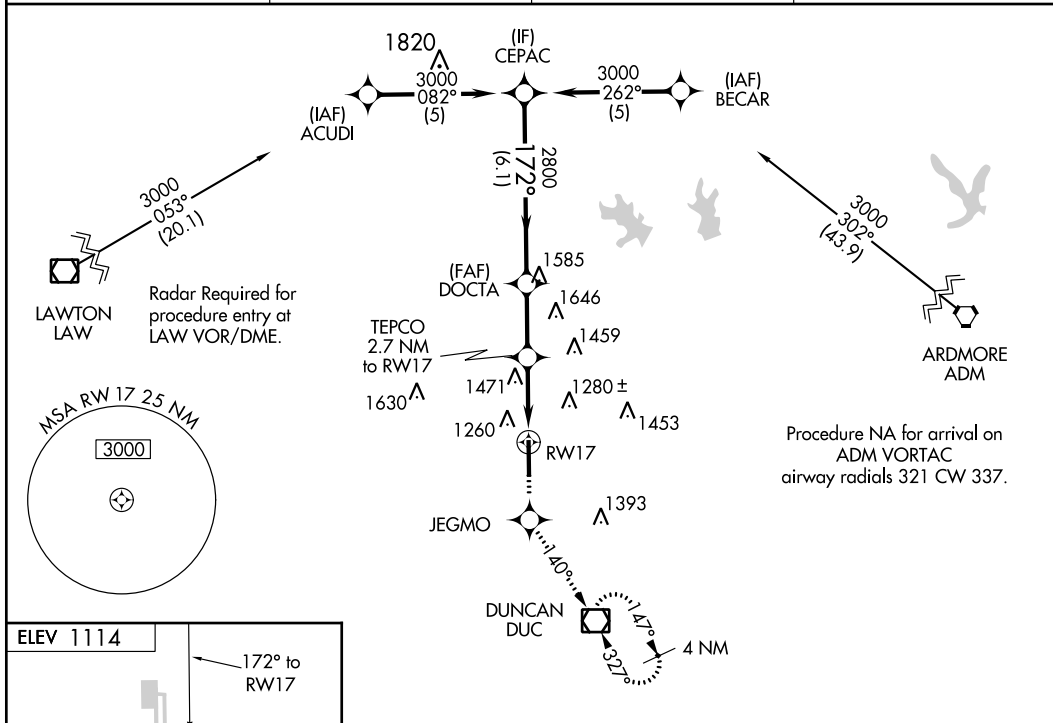 1820
3000
082°
(5)
(IAF)
ACUDI
(IF)
CEPAC
3000
262°
(5)
(IAF)
BECAR
2800
172°
(6.1)
3000
053°
(20.1)
LAWTON
LAW
Radar Required for
procedure entry at
LAW VOR/DME.
3000
302°
(43.9)
ARDMORE
ADM
Procedure NA for arrival on
ADM VORTAC
airway radials 321 CW 337.
(FAF)
DOCTA
1585
1646
1459
TEPCO
2.7 NM
to RW17
1471
1630
1280 ±
1453
1260
RW17
JEGMO
1393
140°
DUNCAN
DUC
147°
327°
4 NM
MSA RW 17 25 NM
3000
ELEV 1114
172° to
RW17